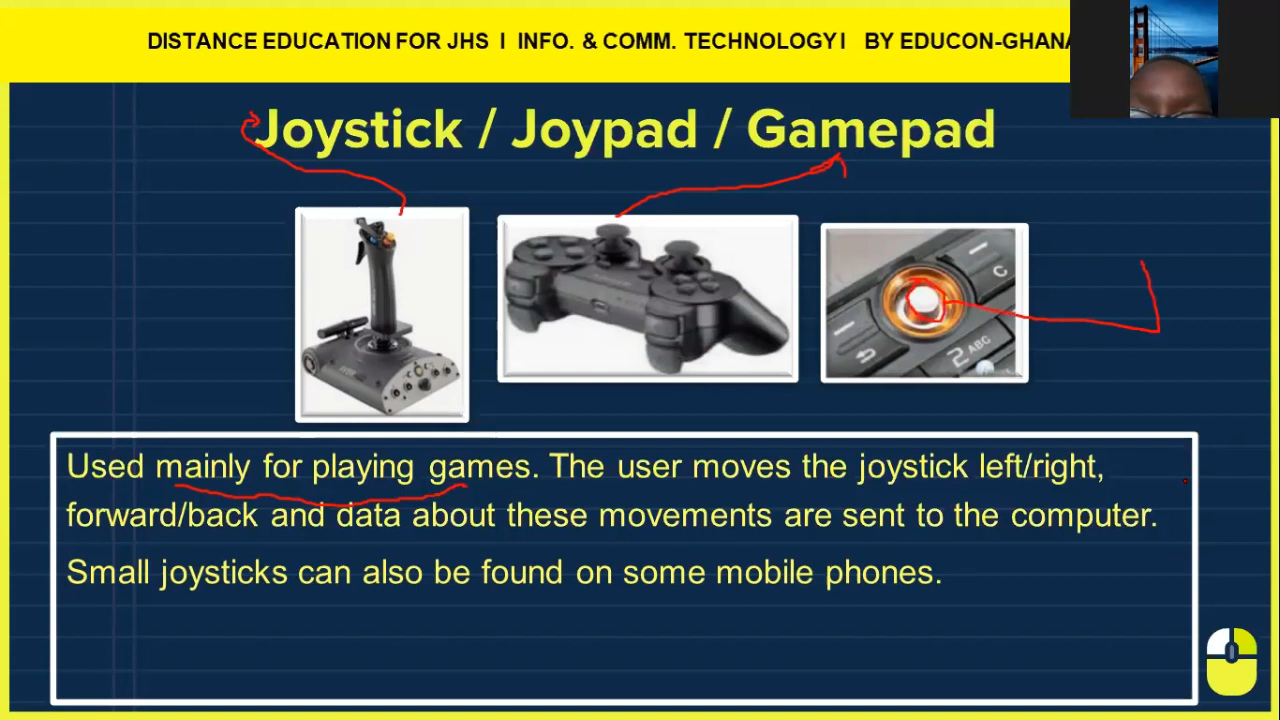 DISTANCE EDUCATION FOR JHS I INFO. & COMM. TECHNOLOGY I BY EDUCON-GHANA
Joystick / Joypad / Gamepad
C
2 ABC
Used mainly for playing games. The user moves the joystick left/right,
forward/back and data about these movements are sent to the computer.
Small joysticks can also be found on some mobile phones.